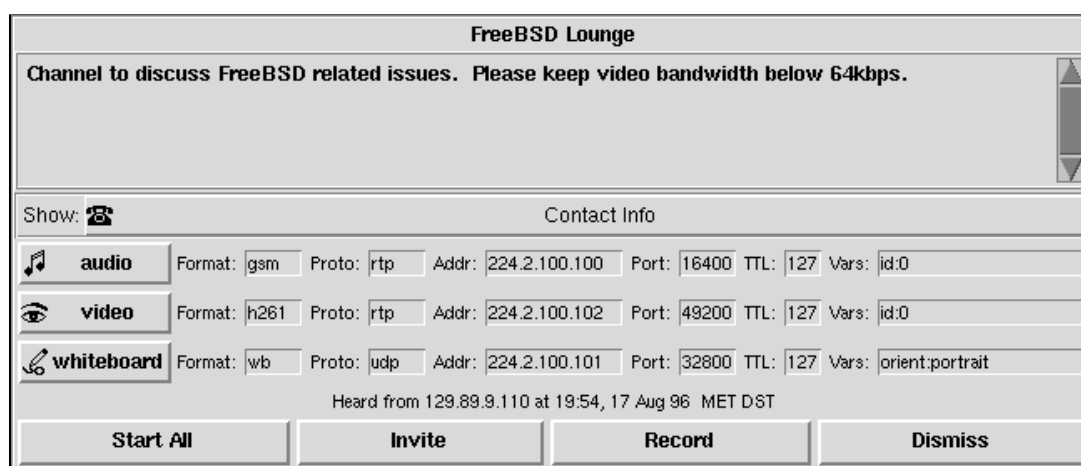 FreeBSD Lounge
Channel to discuss FreeBSD related issues.  Please keep video bandwidth below 64kbps.
Show: Contact Info
audio Format: gsm Proto: rtp Addr: 224.2.100.100 Port: 16400 TTL: 127 Vars: id:0
video Format: h261 Proto: rtp Addr: 224.2.100.102 Port: 49200 TTL: 127 Vars: id:0
whiteboard Format: wb Proto: udp Addr: 224.2.100.101 Port: 32800 TTL: 127 Vars: orient:portrait
Heard from 129.89.9.110 at 19:54, 17 Aug 96  MET DST
Start All Invite Record Dismiss